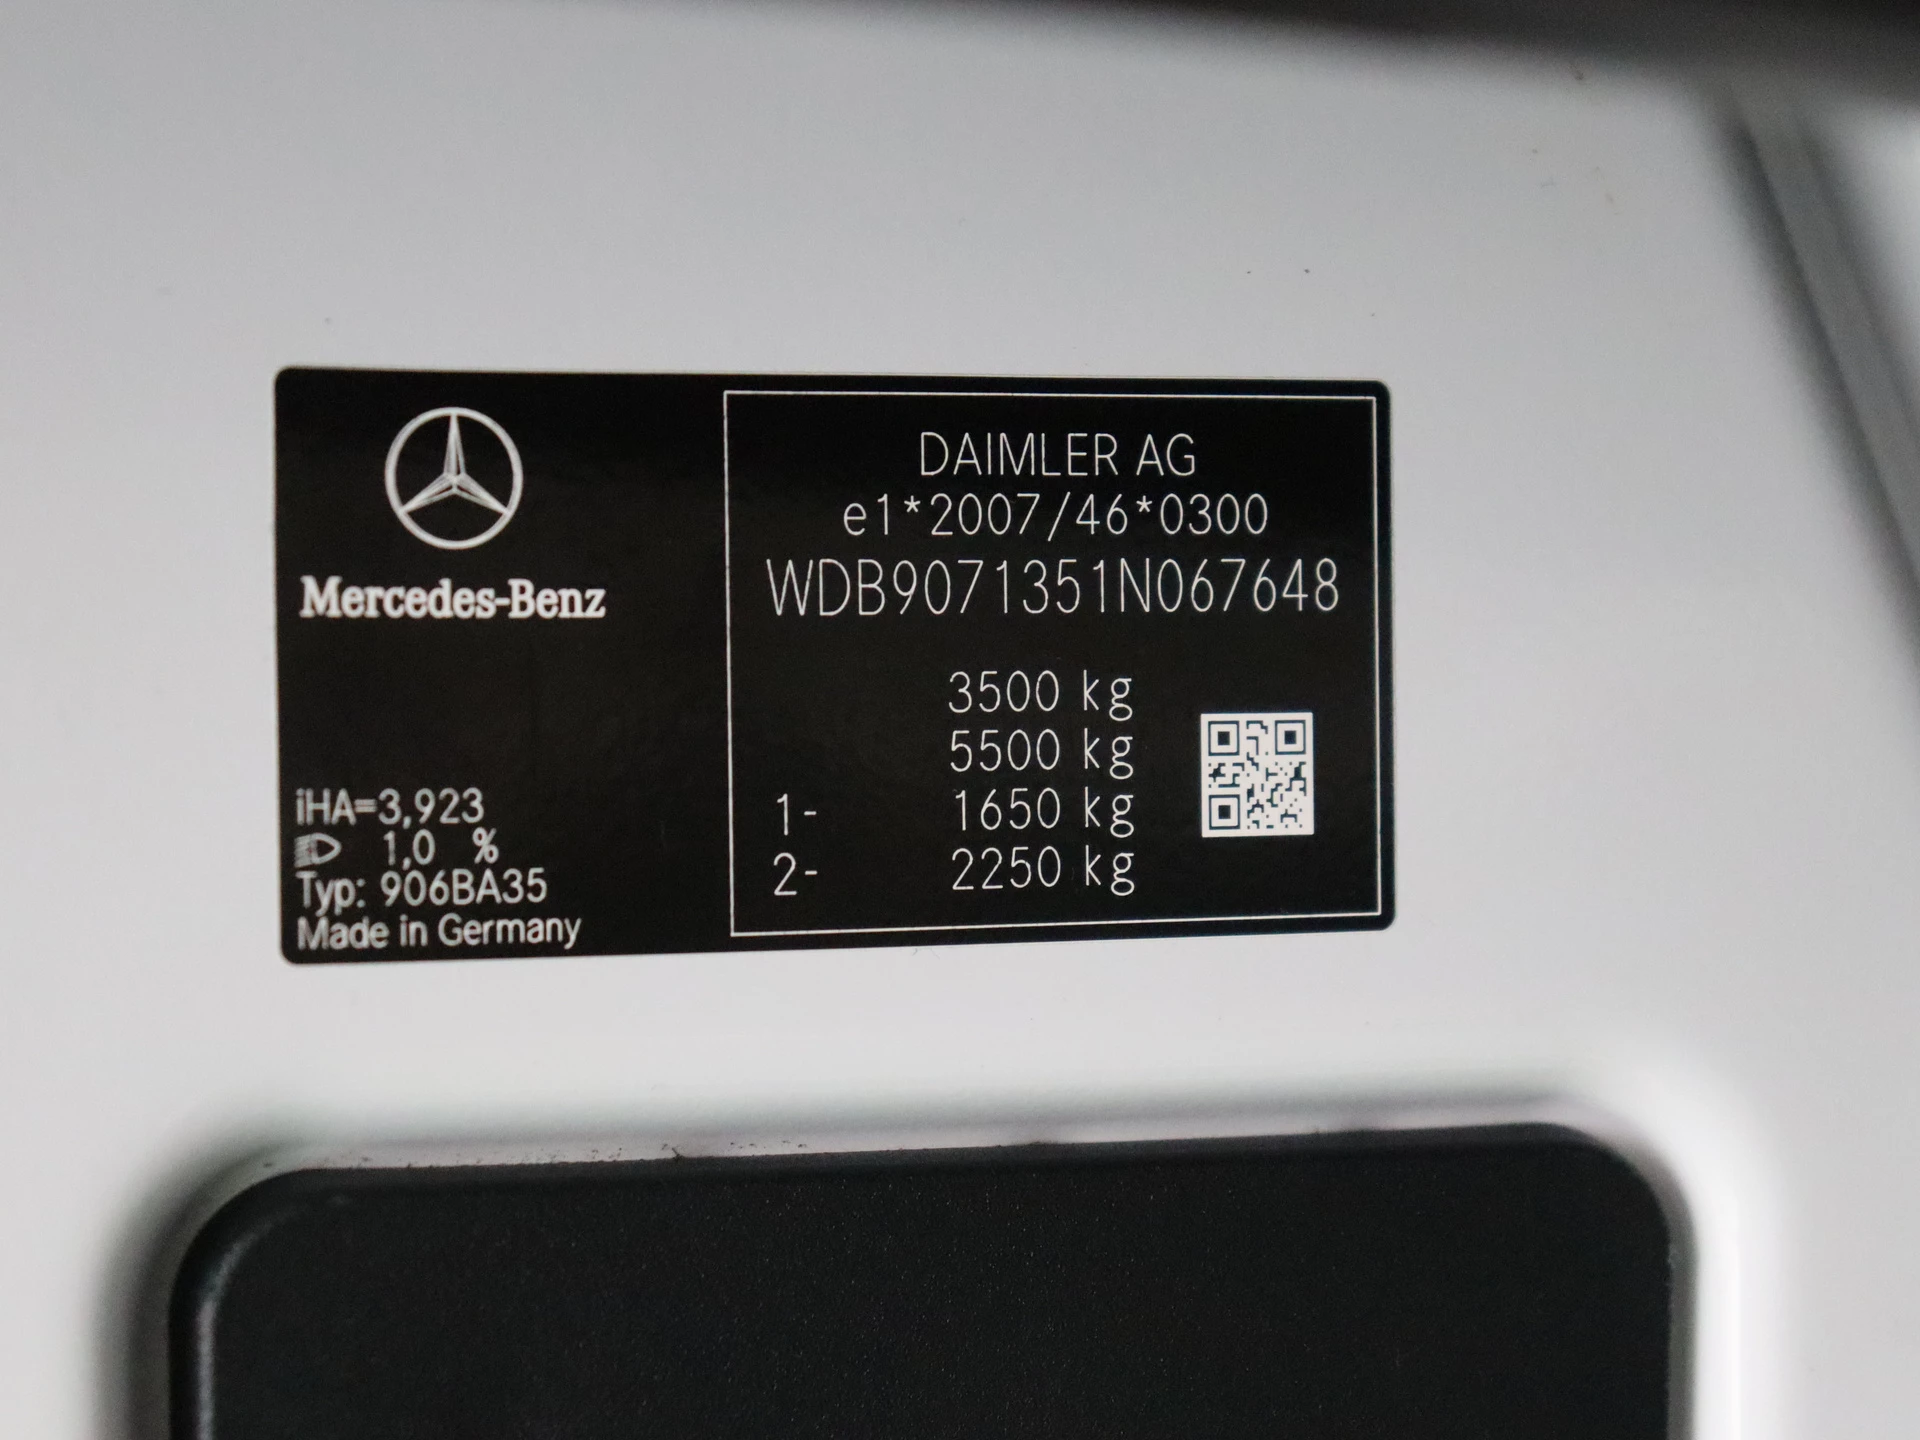 Mercedes-Benz
iHA=3,923
1,0 %
Typ: 906BA35
Made in Germany
DAIMLER AG
e1*2007/46*0300
WDB9071351N067648
3500 kg
5500 kg
1- 1650 kg
2- 2250 kg